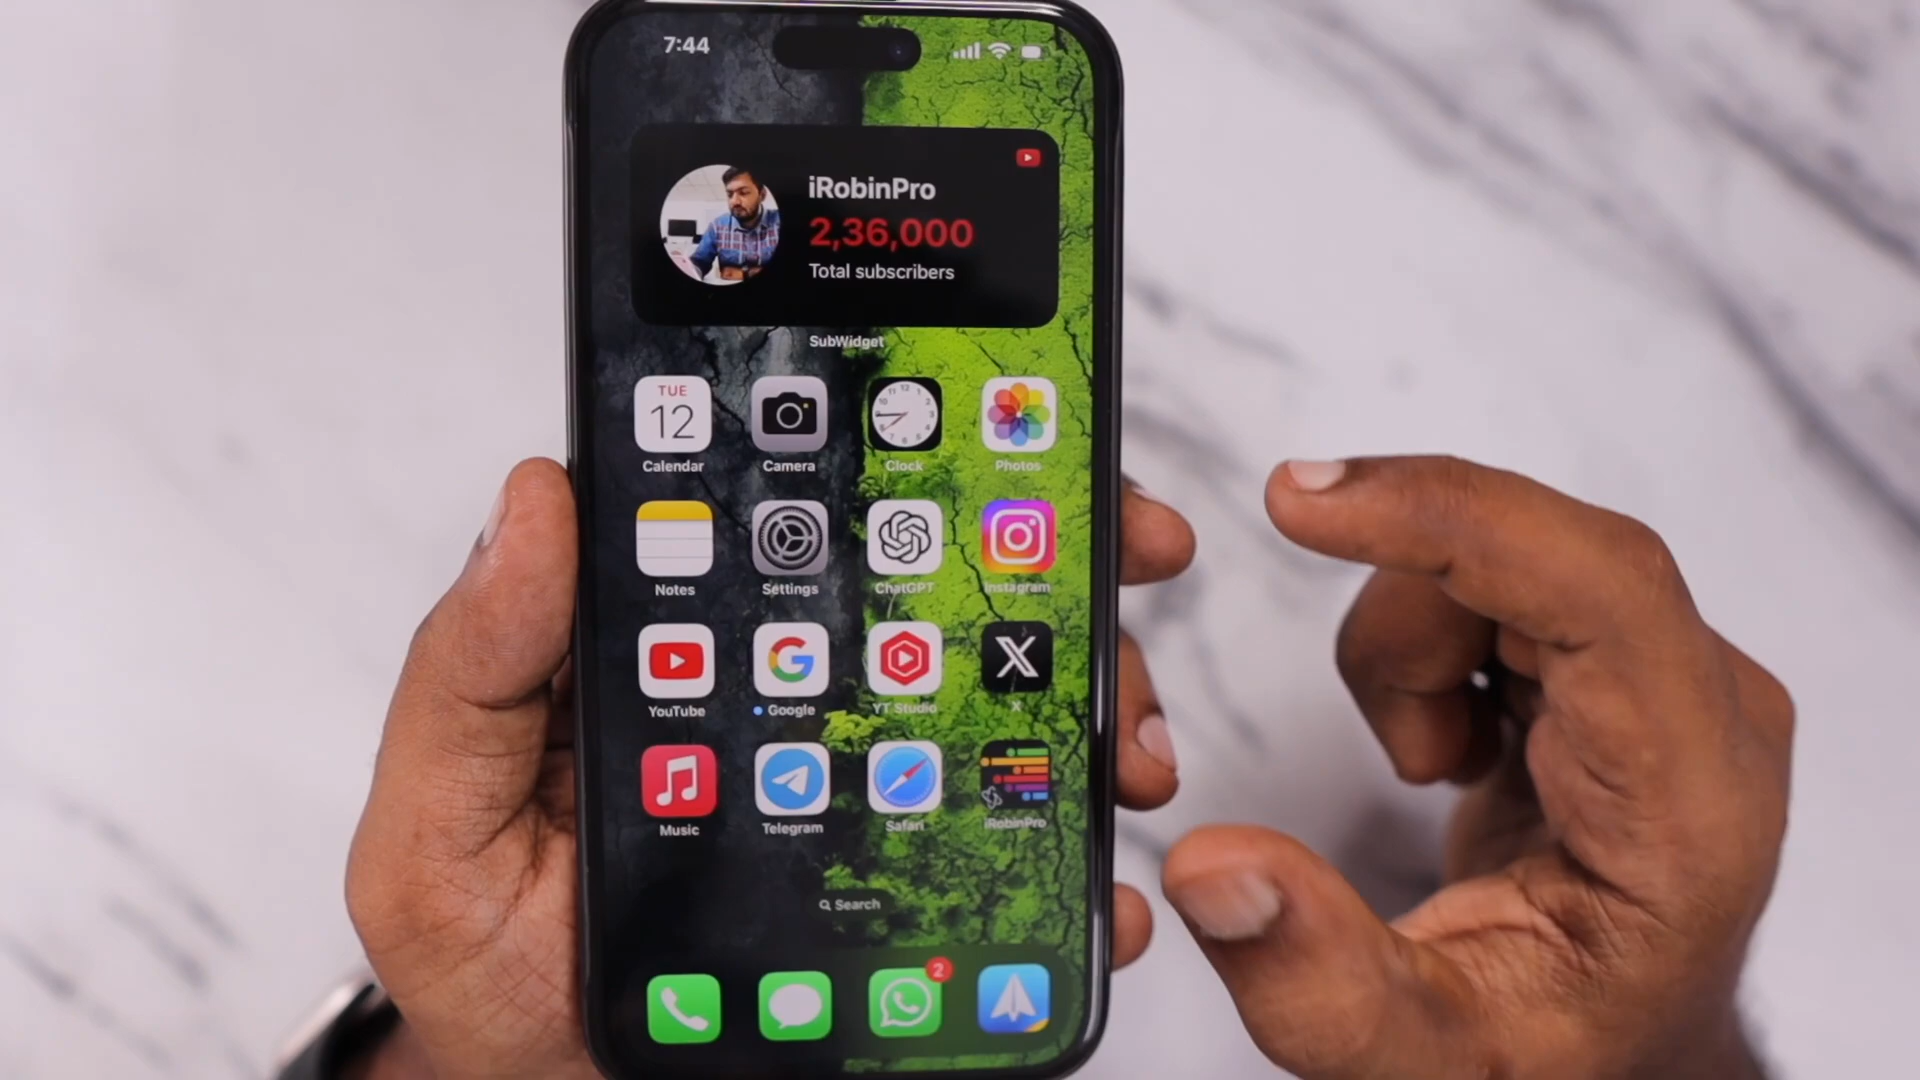 7:44
iRobinPro
2,36,000
Total subscribers
SubWidget
TUE
12
Calendar
Camera
Clock
Photos
Notes
Settings
ChatGPT
Instagram
YouTube
Google
YT Studio
X
Music
Telegram
Safari
iRobinPro
Search
2